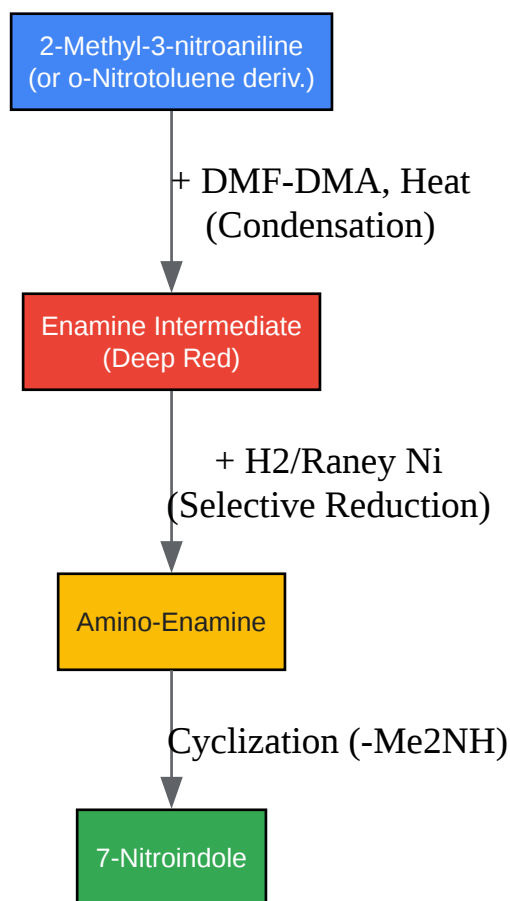 2-Methyl-3-nitroaniline
(or o-Nitrotoluene deriv.)
+ DMF-DMA, Heat
(Condensation)
Enamine Intermediate
(Deep Red)
+ H2/Raney Ni
(Selective Reduction)
Amino-Enamine
Cyclization (-Me2NH)
7-Nitroindole